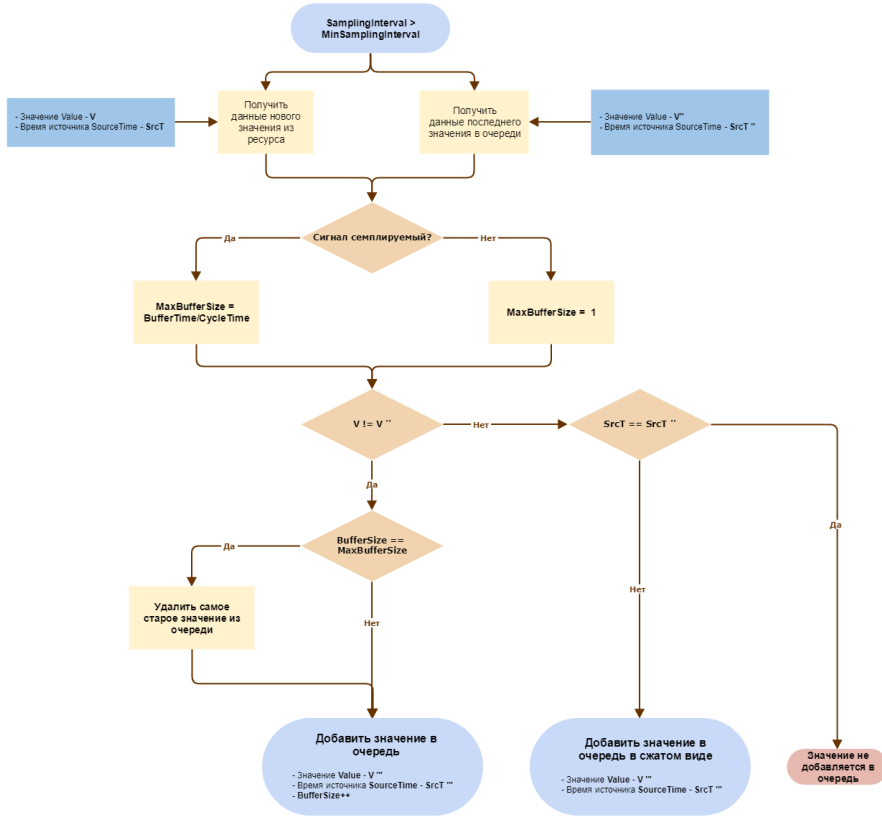 SamplingInterval >
MinSamplingInterval
- Значение Value - V
- Время источника SourceTime - SrcT
Получить
данные нового
значения из
ресурса
Получить
данные последнего
значения в очереди
- Значение Value - V"
- Время источника SourceTime - SrcT "
Сигнал семплируемый?
Да
Нет
MaxBufferSize =
BufferTime/CycleTime
MaxBufferSize =  1
V != V "
Нет
SrcT == SrcT "
Да
Да
BufferSize ==
MaxBufferSize
Да
Нет
Нет
Удалить самое
старое значение из
очереди
Добавить значение в
очередь
- Значение Value - V '"
- Время источника SourceTime - SrcT '"
- BufferSize++
Добавить значение в
очередь в сжатом виде
- Значение Value - V '"
- Время источника SourceTime - SrcT '"
Значение не
добавляется в
очередь